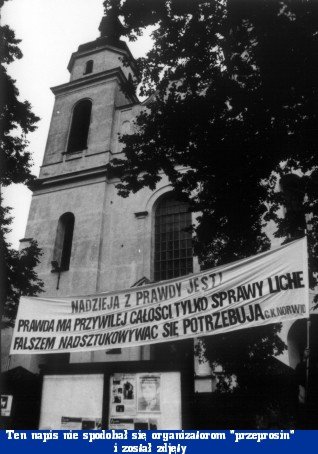 NADZIEJA Z PRAWDY JEST!
PRAWDA MA PRZYWILEJ CAŁOŚCI TYLKO SPRAWY LICHE
FAŁSZEM NADSZTUKOWYWAĆ SIĘ POTRZEBUJĄ C.K.NORWID
Ten napis nie spodobał się organizatorom "przeprosin"
i został zdjęty